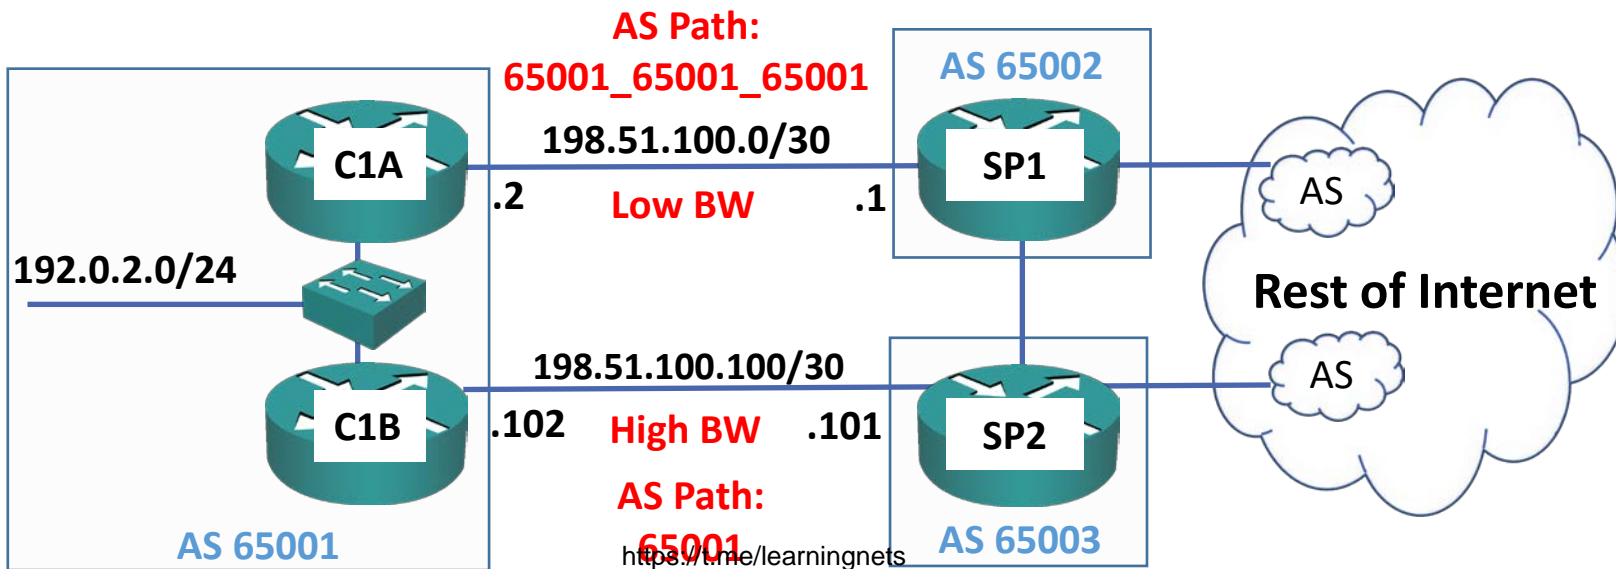 AS Path:
65001_65001_65001
AS 65002
C1A
198.51.100.0/30
SP1
AS
.2
Low BW
.1
192.0.2.0/24
Rest of Internet
198.51.100.100/30
AS
C1B
.102
High BW
.101
SP2
AS Path:
65001
AS 65001
AS 65003
https://t.me/learningnets